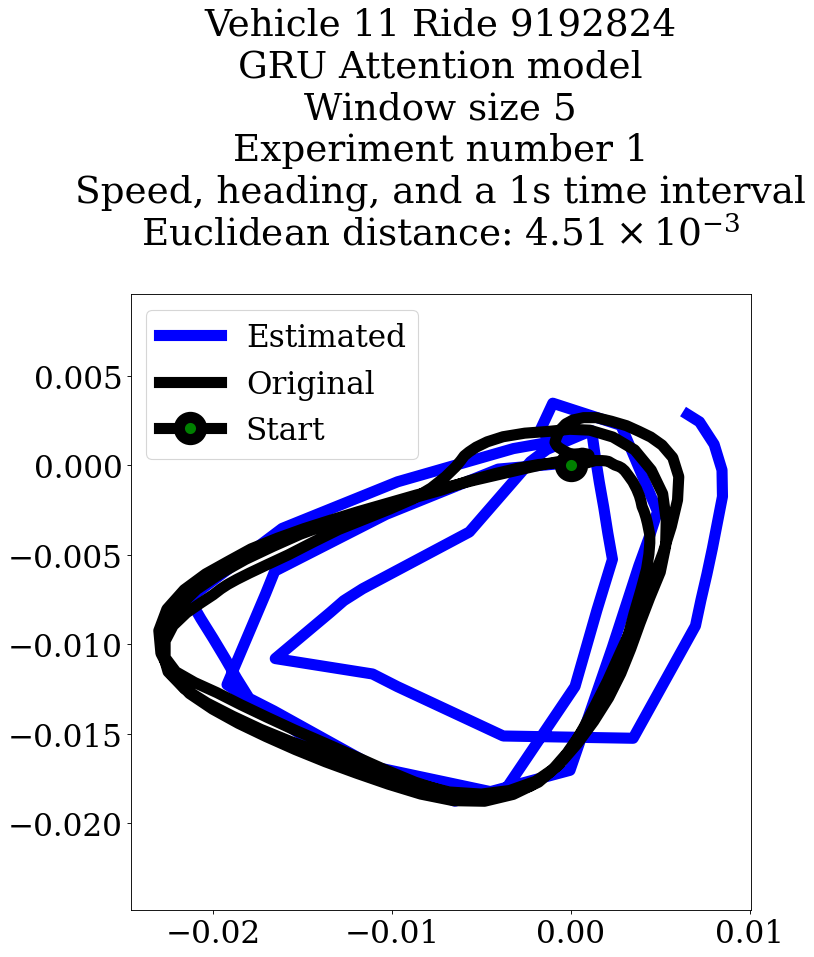 Vehicle 11 Ride 9192824
GRU Attention model
Window size 5
Experiment number 1
Speed, heading, and a 1s time interval
Euclidean distance: 4.51 × 10⁻³
Estimated
Original
Start
0.005
0.000
−0.005
−0.010
−0.015
−0.020
−0.02
−0.01
0.00
0.01